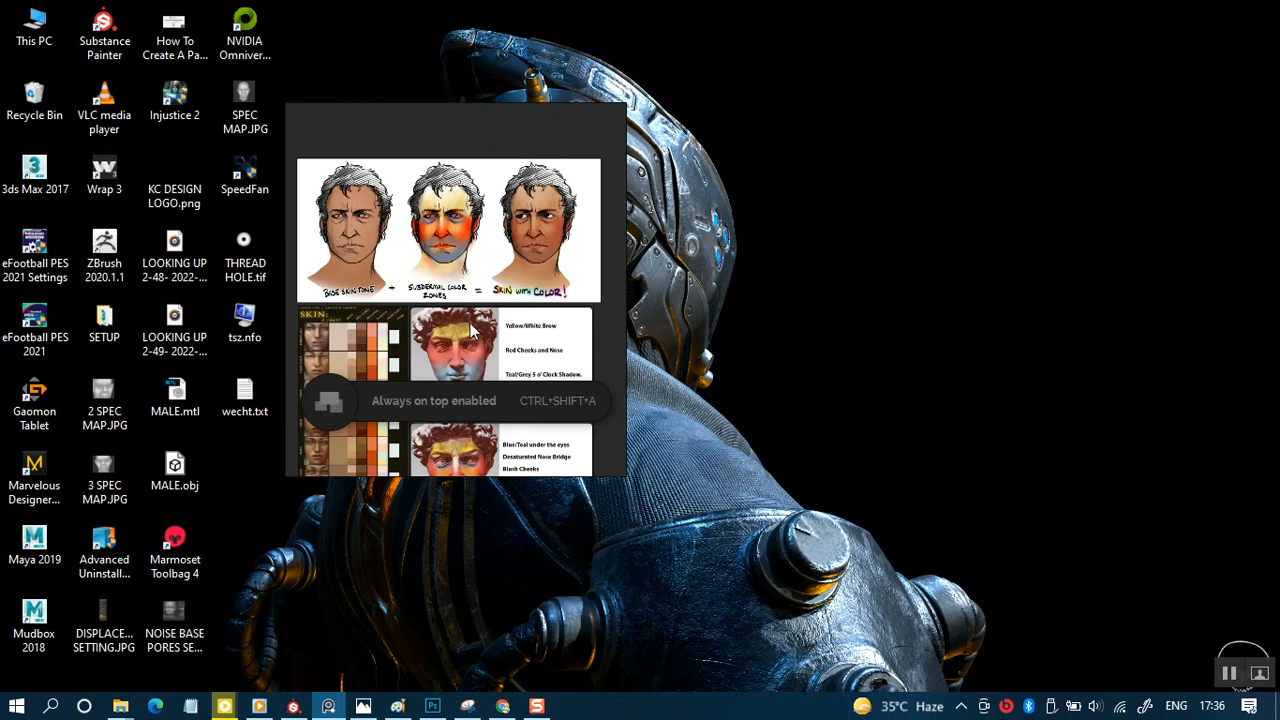 This PC
Substance
Painter
How To
Create A Pa...
NVIDIA
Omniver...
Recycle Bin
VLC media
player
Injustice 2
SPEC
MAP.JPG
3ds Max 2017
Wrap 3
KC DESIGN
LOGO.png
SpeedFan
eFootball PES
2021 Settings
ZBrush
2020.1.1
LOOKING UP
2-48- 2022-...
THREAD
HOLE.tif
eFootball PES
2021
LOOKING UP
2-49- 2022-...
tsz.nfo
Gaomon
Tablet
2 SPEC
MAP.JPG
MALE.mtl
wecht.txt
Marvelous
Designer...
3 SPEC
MAP.JPG
MALE.obj
Maya 2019
Advanced
Uninstall...
Marmoset
Toolbag 4
Mudbox
2018
DISPLACE...
SETTING.JPG
NOISE BASE
PORES SE...
BASE SKIN TONE + SUBDERMAL COLOR ZONES = SKIN WITH COLOR!
SKIN:
Yellow/White Brow
Red Cheeks and Nose
Teal/Grey 5 o'Clock Shadow.
Always on top enabled CTRL+SHIFT+A
Blue/Teal under the eyes
Desaturated Nose Bridge
Blush Cheeks
35°C Haze ENG 17:36